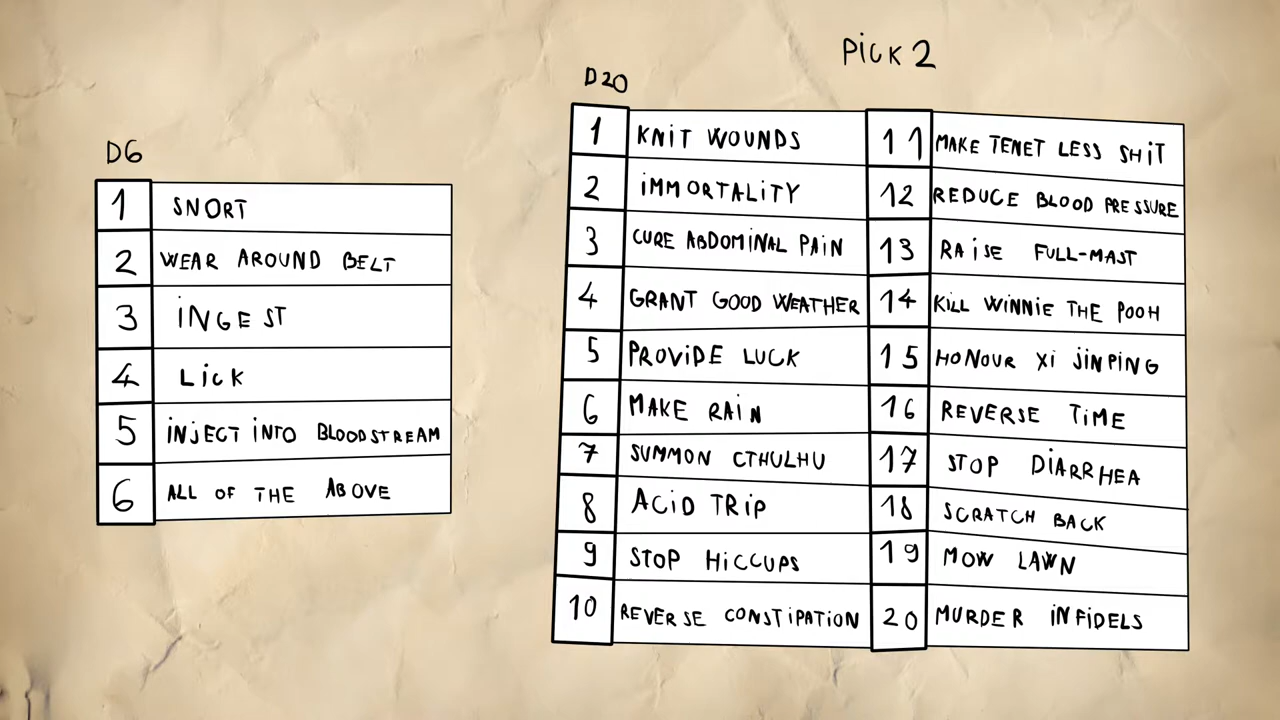 PICK 2
D6
1 SNORT
2 WEAR AROUND BELT
3 INGEST
4 LICK
5 INJECT INTO BLOODSTREAM
6 ALL OF THE ABOVE
D20
1 KNIT WOUNDS
2 IMMORTALITY
3 CURE ABDOMINAL PAIN
4 GRANT GOOD WEATHER
5 PROVIDE LUCK
6 MAKE RAIN
7 SUMMON CTHULHU
8 ACID TRIP
9 STOP HICCUPS
10 REVERSE CONSTIPATION
11 MAKE TENET LESS SHIT
12 REDUCE BLOOD PRESSURE
13 RAISE FULL-MAST
14 KILL WINNIE THE POOH
15 HONOUR XI JINPING
16 REVERSE TIME
17 STOP DIARRHEA
18 SCRATCH BACK
19 MOW LAWN
20 MURDER INFIDELS